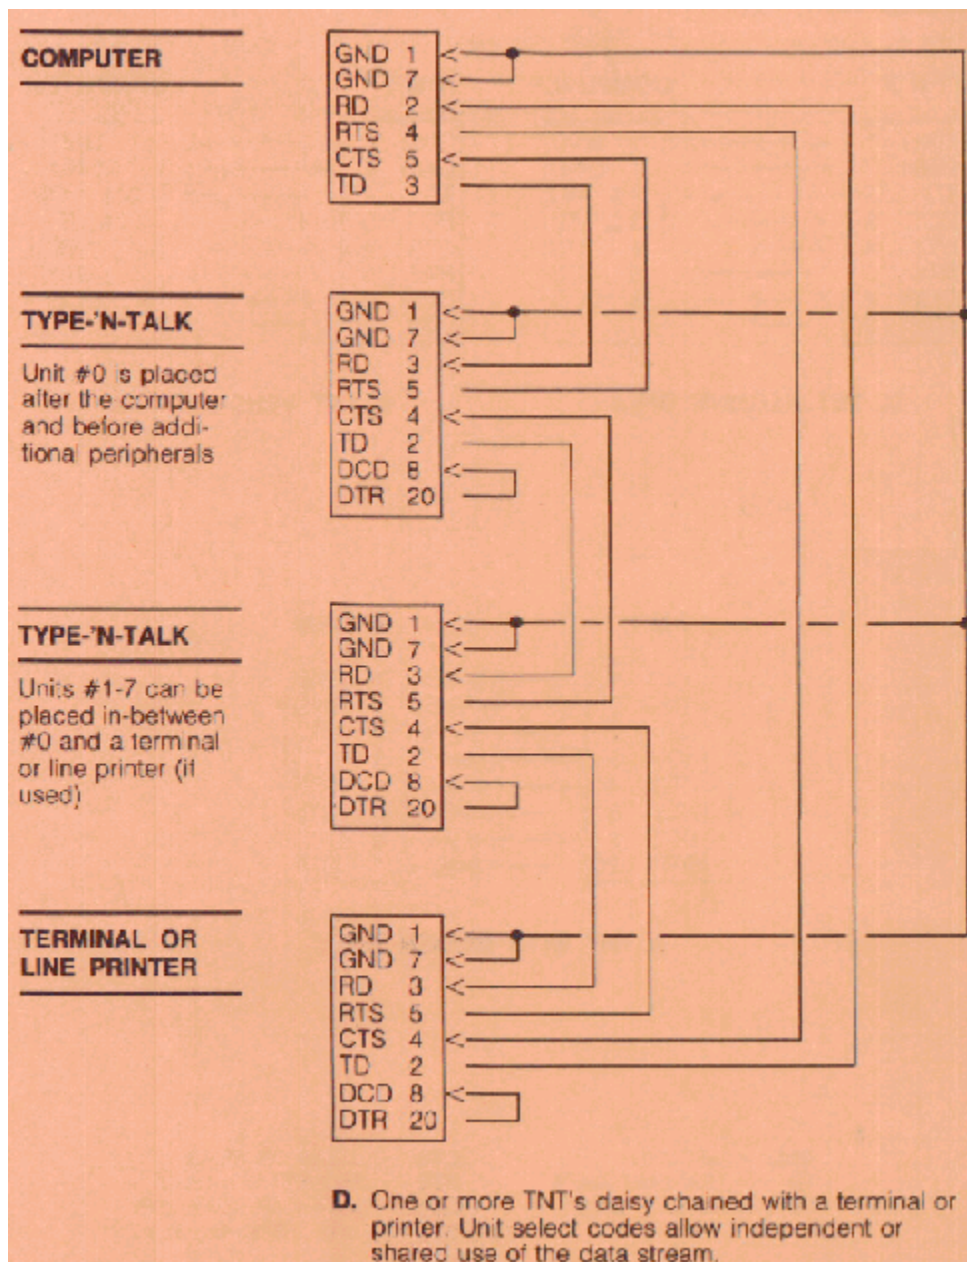 COMPUTER
GND 1
GND 7
RD 2
RTS 4
CTS 5
TD 3
TYPE-'N-TALK
Unit #0 is placed
after the computer
and before addi-
tional peripherals
GND 1
GND 7
RD 3
RTS 5
CTS 4
TD 2
DCD 8
DTR 20
TYPE-'N-TALK
Units #1-7 can be
placed in-between
#0 and a terminal
or line printer (if
used)
GND 1
GND 7
RD 3
RTS 5
CTS 4
TD 2
DCD 8
DTR 20
TERMINAL OR
LINE PRINTER
GND 1
GND 7
RD 3
RTS 5
CTS 4
TD 2
DCD 8
DTR 20
D. One or more TNT's daisy chained with a terminal or
printer. Unit select codes allow independent or
shared use of the data stream.